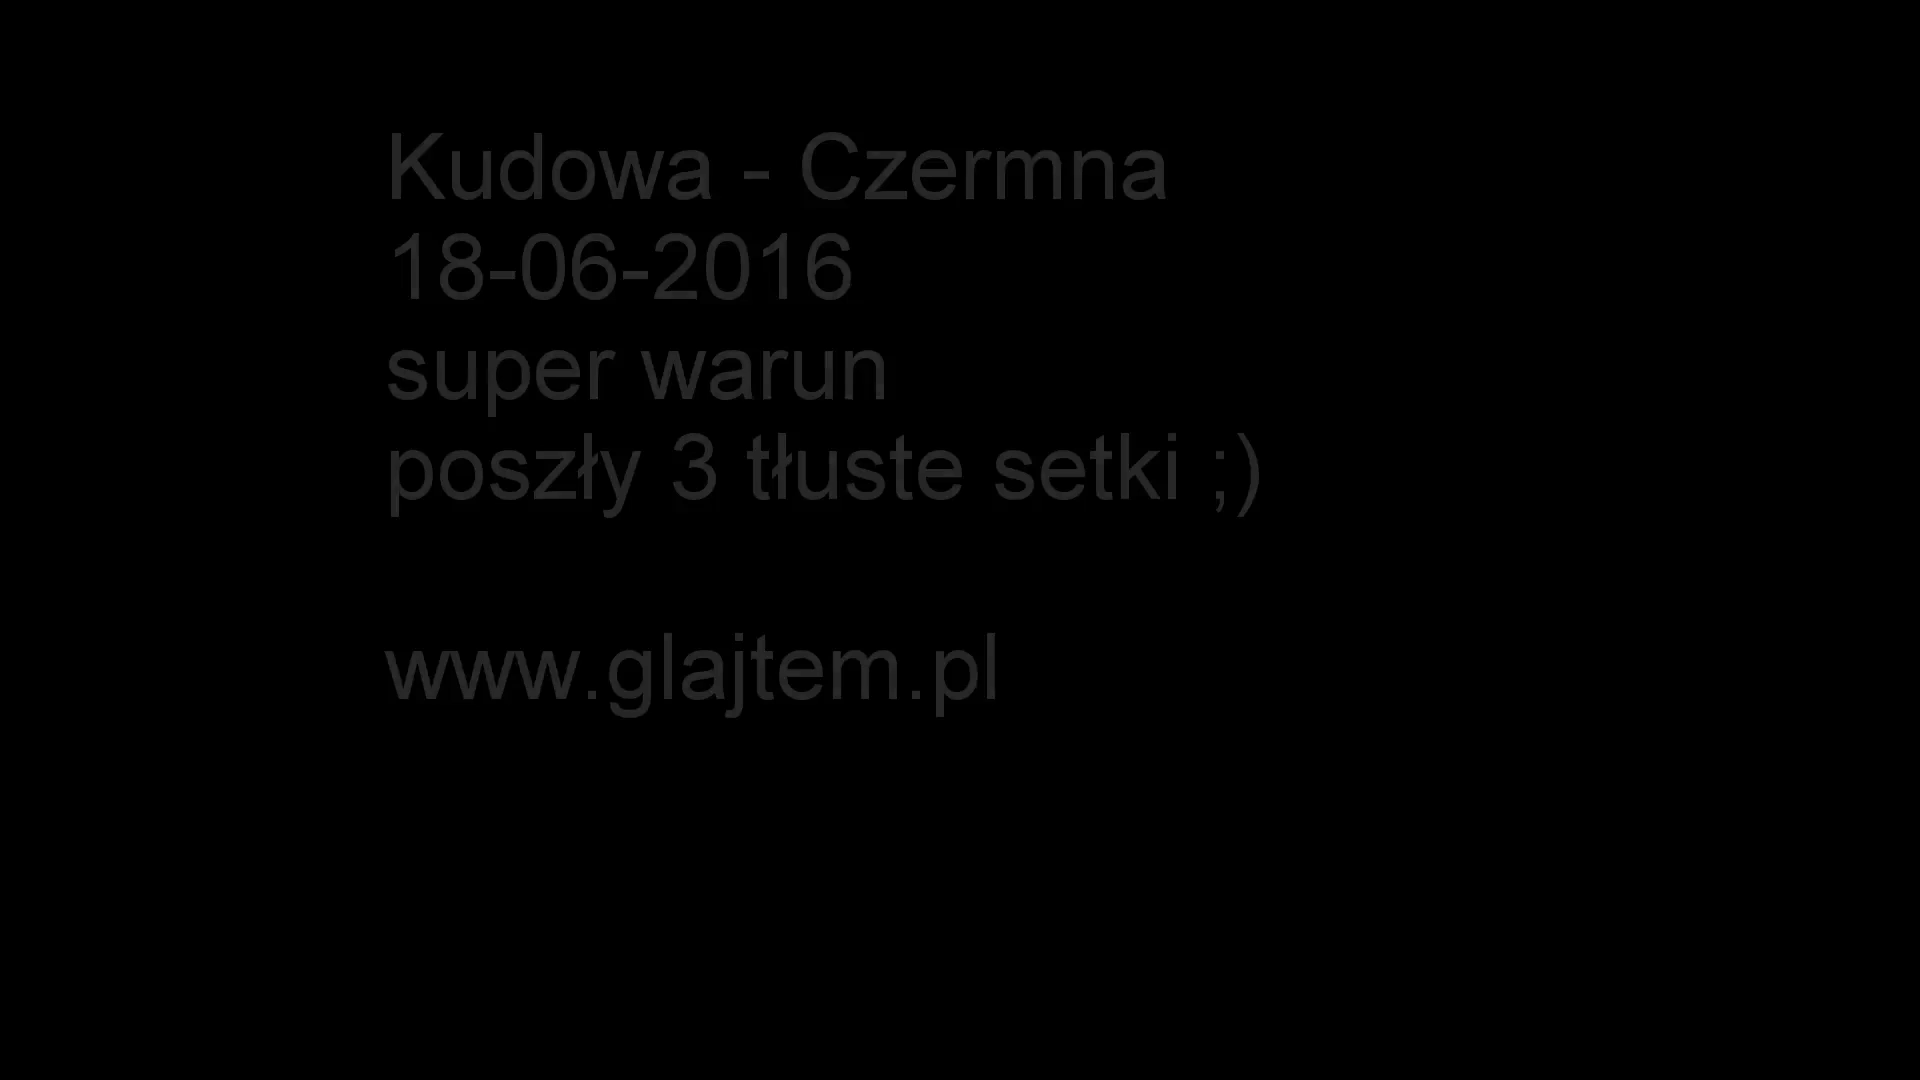 Kudowa - Czermna
18-06-2016
super warun
poszły 3 tłuste setki ;)
www.glajtem.pl